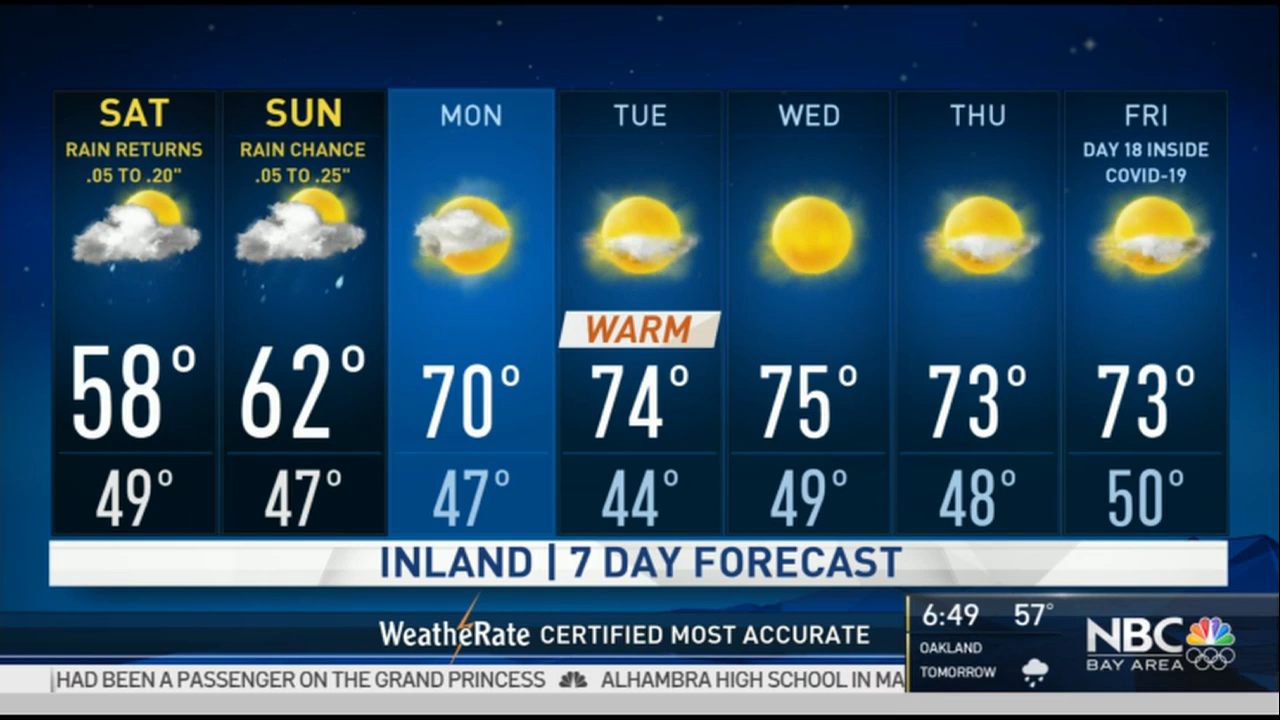 SAT SUN MON TUE WED THU FRI
RAIN RETURNS RAIN CHANCE DAY 18 INSIDE
.05 TO .20" .05 TO .25" COVID-19
WARM
58° 62° 70° 74° 75° 73° 73°
49° 47° 47° 44° 49° 48° 50°
INLAND | 7 DAY FORECAST
WeatheRate CERTIFIED MOST ACCURATE
6:49 57°
OAKLAND
TOMORROW
NBC
BAY AREA
HAD BEEN A PASSENGER ON THE GRAND PRINCESS ALHAMBRA HIGH SCHOOL IN MA